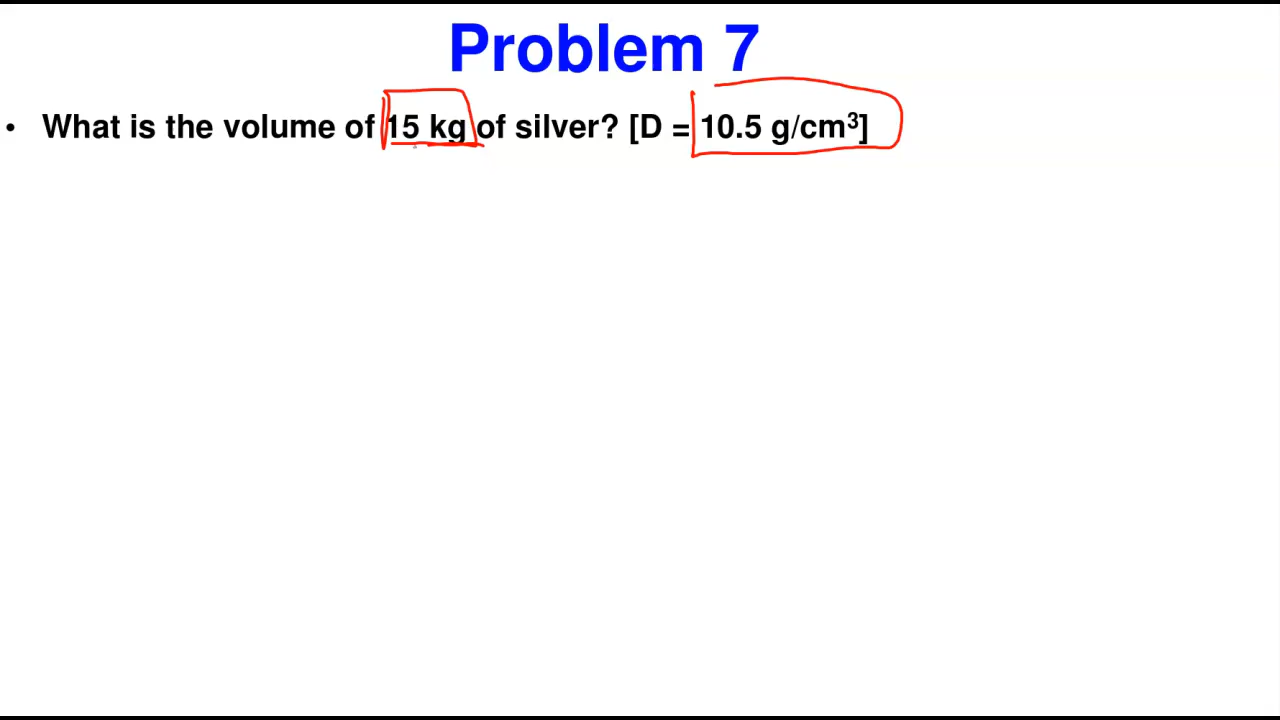 Problem 7
• What is the volume of 15 kg of silver? [D = 10.5 g/cm³]